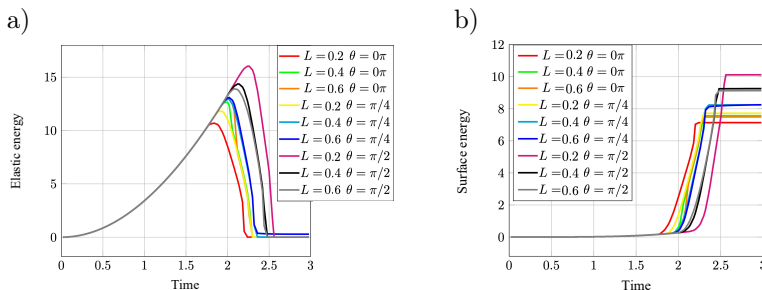 a)
Elastic energy
15
10
5
0
0 0.5 1 1.5 2 2.5 3
Time
L = 0.2 θ = 0π
L = 0.4 θ = 0π
L = 0.6 θ = 0π
L = 0.2 θ = π/4
L = 0.4 θ = π/4
L = 0.6 θ = π/4
L = 0.2 θ = π/2
L = 0.4 θ = π/2
L = 0.6 θ = π/2
b)
Surface energy
12
10
8
6
4
2
0
0 0.5 1 1.5 2 2.5 3
Time
L = 0.2 θ = 0π
L = 0.4 θ = 0π
L = 0.6 θ = 0π
L = 0.2 θ = π/4
L = 0.4 θ = π/4
L = 0.6 θ = π/4
L = 0.2 θ = π/2
L = 0.4 θ = π/2
L = 0.6 θ = π/2